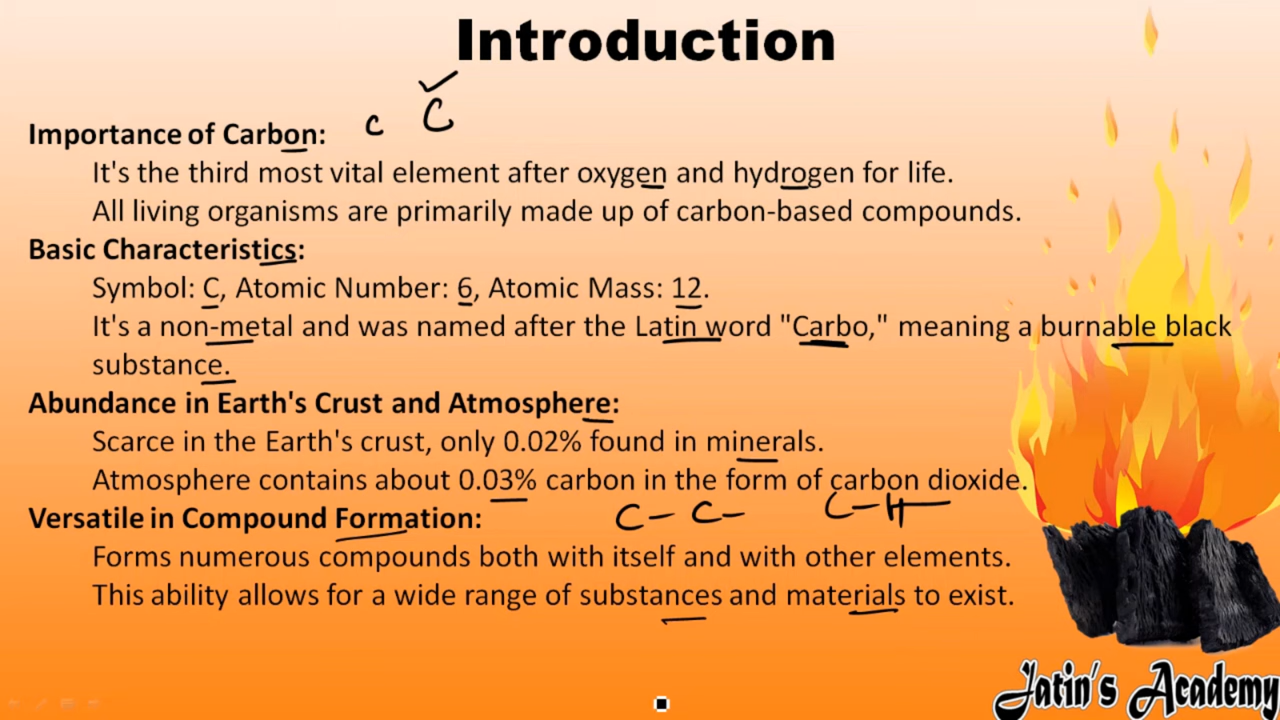 Introduction
c C
Importance of Carbon:
It's the third most vital element after oxygen and hydrogen for life.
All living organisms are primarily made up of carbon-based compounds.
Basic Characteristics:
Symbol: C, Atomic Number: 6, Atomic Mass: 12.
It's a non-metal and was named after the Latin word "Carbo," meaning a burnable black
substance.
Abundance in Earth's Crust and Atmosphere:
Scarce in the Earth's crust, only 0.02% found in minerals.
Atmosphere contains about 0.03% carbon in the form of carbon dioxide.
Versatile in Compound Formation:
C - C - C - H
Forms numerous compounds both with itself and with other elements.
This ability allows for a wide range of substances and materials to exist.
Jatin's Academy